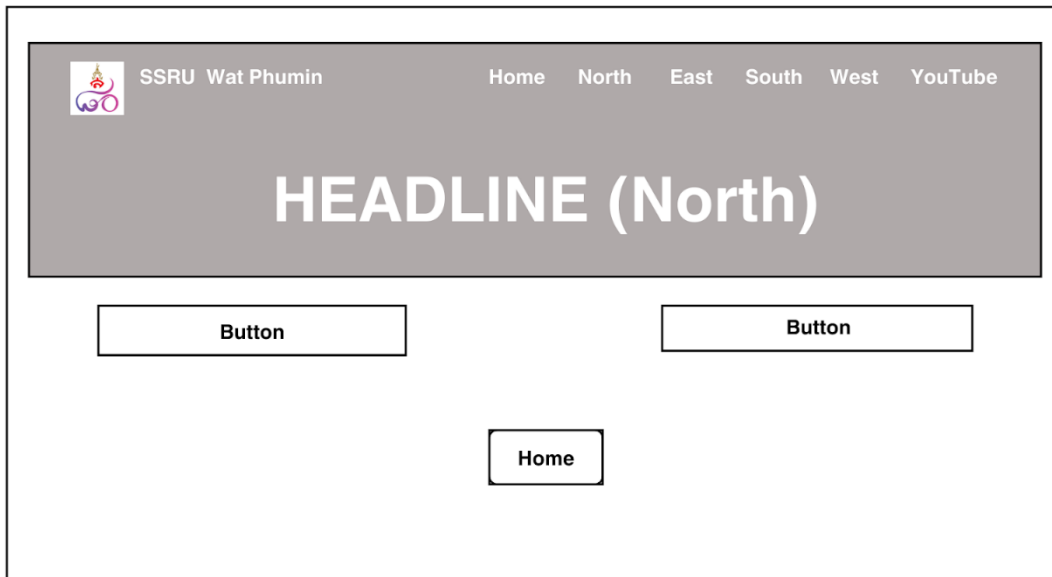 SSRU Wat Phumin
Home North East South West YouTube
HEADLINE (North)
Button
Button
Home